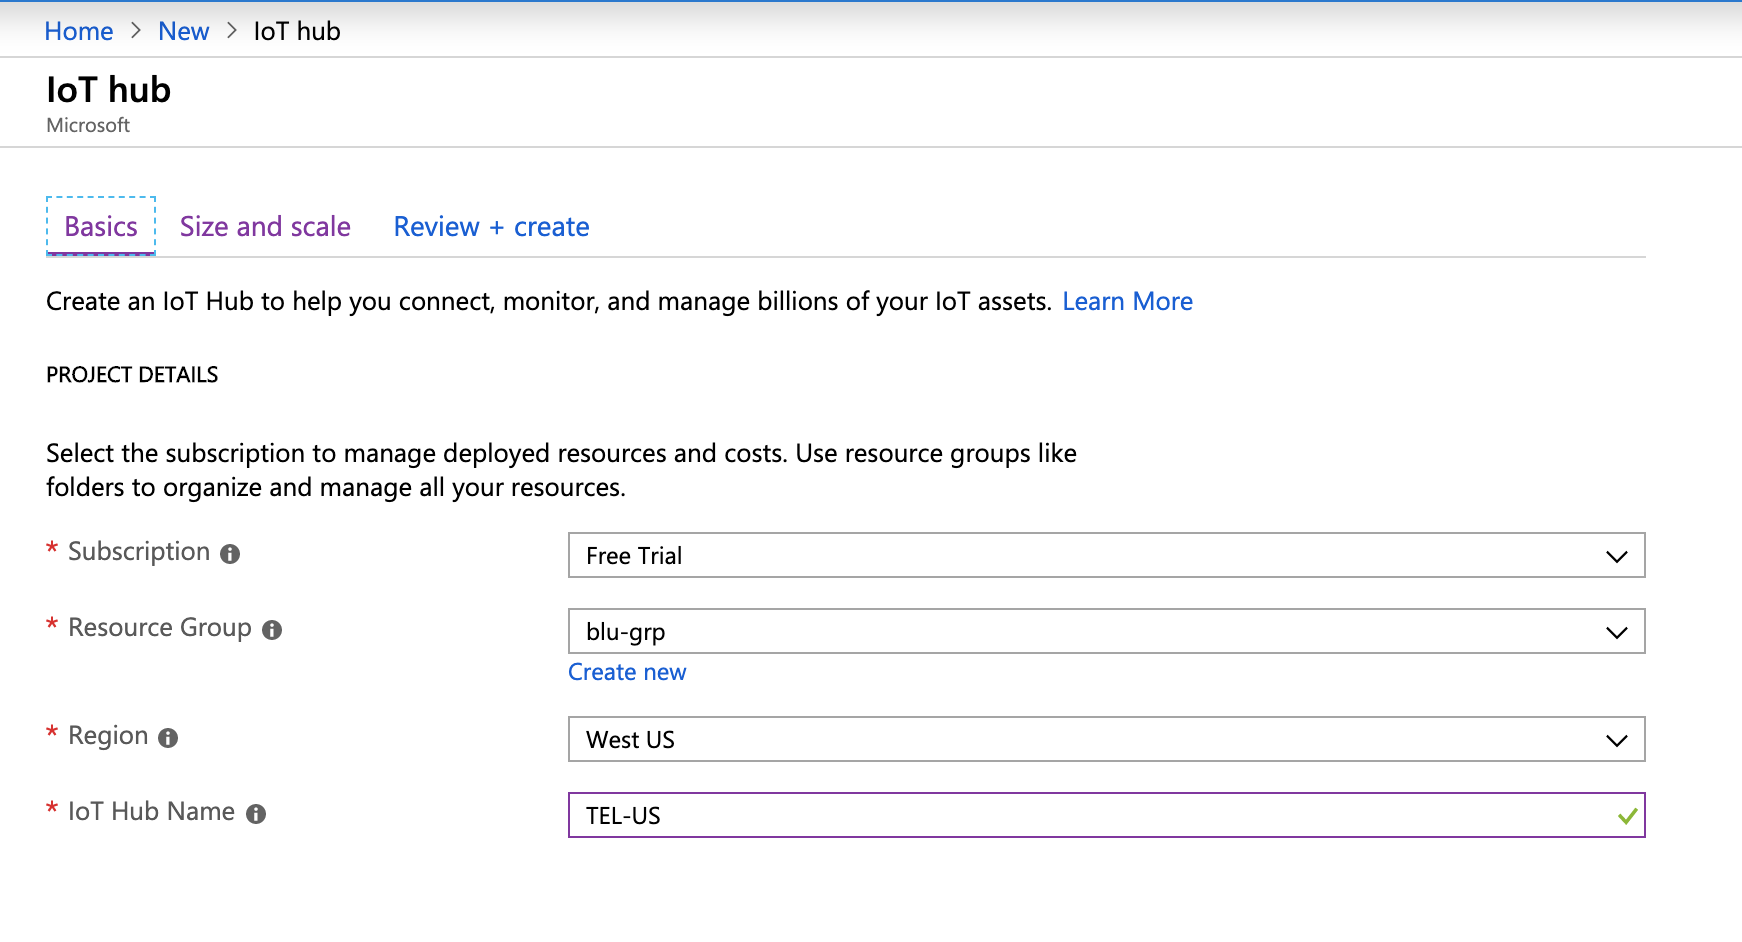 Home > New > IoT hub
IoT hub
Microsoft
Basics Size and scale Review + create
Create an IoT Hub to help you connect, monitor, and manage billions of your IoT assets. Learn More
PROJECT DETAILS
Select the subscription to manage deployed resources and costs. Use resource groups like
folders to organize and manage all your resources.
* Subscription Free Trial
* Resource Group blu-grp
Create new
* Region West US
* IoT Hub Name TEL-US